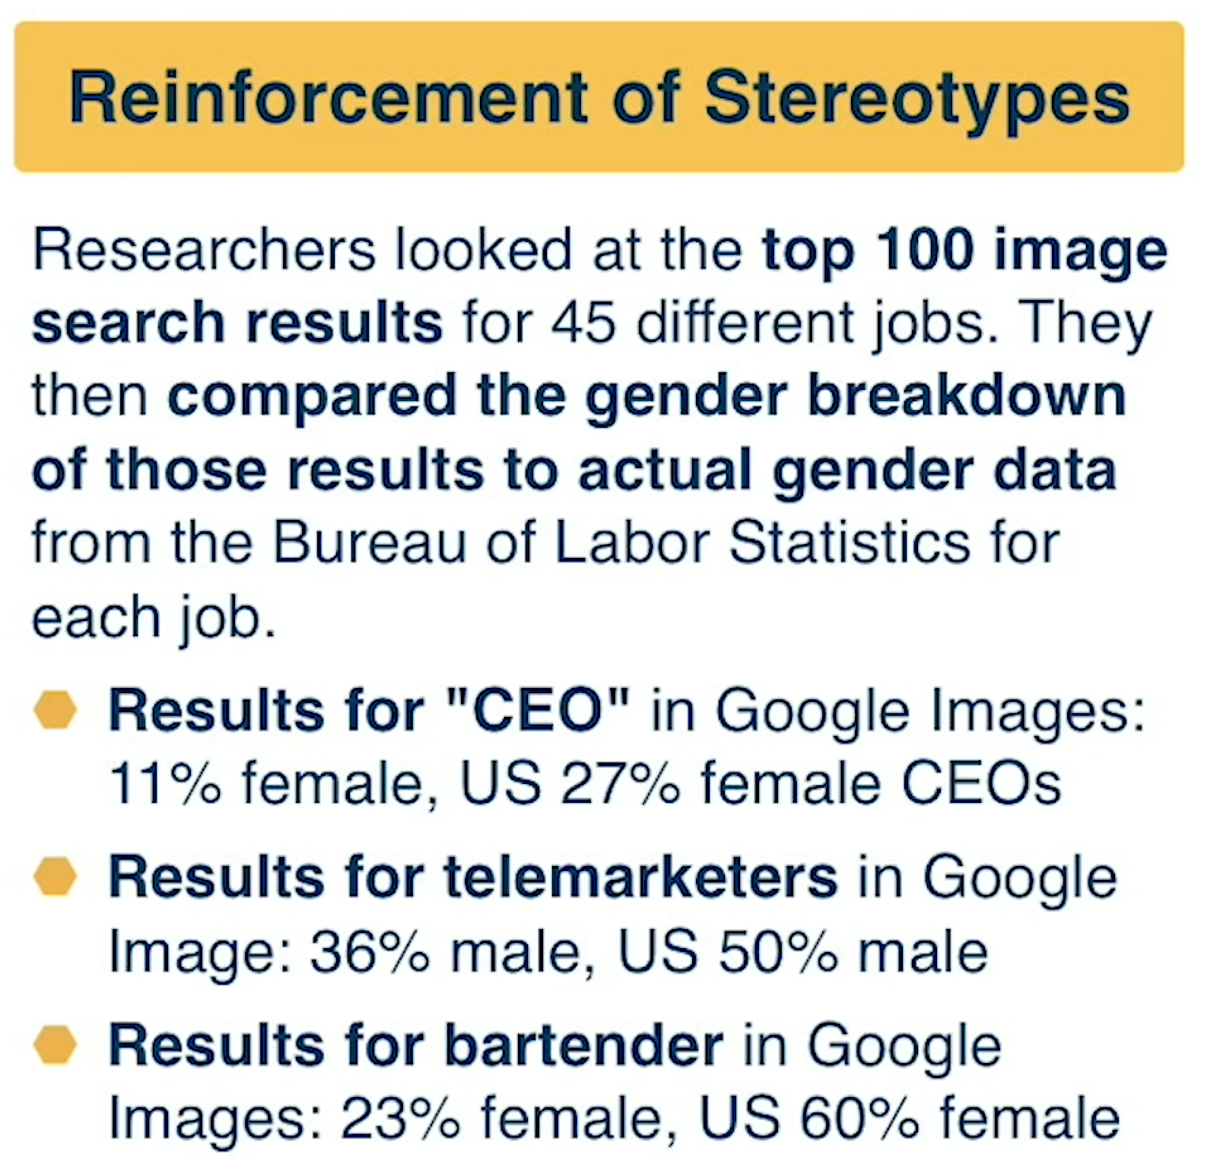 Reinforcement of Stereotypes
Researchers looked at the top 100 image
search results for 45 different jobs. They
then compared the gender breakdown
of those results to actual gender data
from the Bureau of Labor Statistics for
each job.
Results for "CEO" in Google Images:
11% female, US 27% female CEOs
Results for telemarketers in Google
Image: 36% male, US 50% male
Results for bartender in Google
Images: 23% female, US 60% female